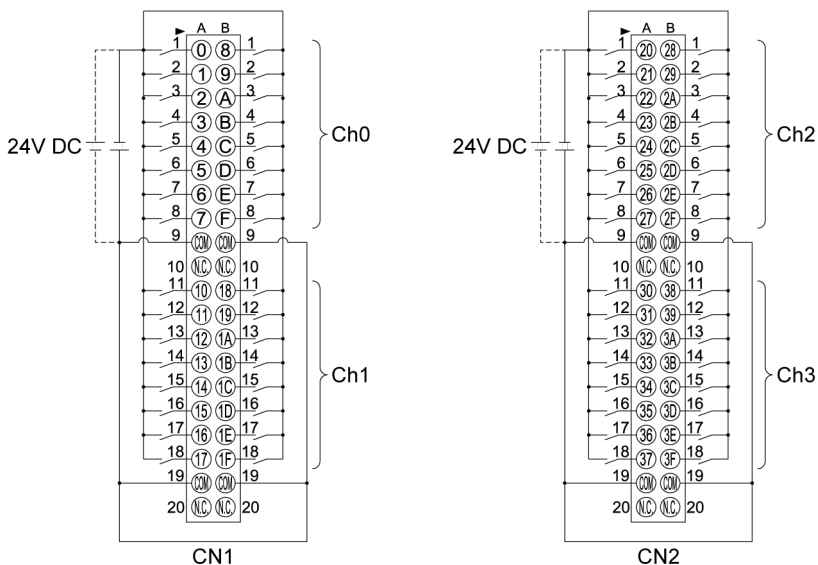 A B A B
1 0 8 1 1 20 28 1
2 1 9 2 2 21 29 2
3 2 A 3 3 22 2A 3
4 3 B 4 Ch0 4 23 2B 4 Ch2
24V DC 5 4 C 5 24V DC 5 24 2C 5
6 5 D 6 6 25 2D 6
7 6 E 7 7 26 2E 7
8 7 F 8 8 27 2F 8
9 COM COM 9 9 COM COM 9
10 N.C. N.C. 10 10 N.C. N.C. 10
11 10 18 11 11 30 38 11
12 11 19 12 12 31 39 12
13 12 1A 13 13 32 3A 13
14 13 1B 14 Ch1 14 33 3B 14 Ch3
15 14 1C 15 15 34 3C 15
16 15 1D 16 16 35 3D 16
17 16 1E 17 17 36 3E 17
18 17 1F 18 18 37 3F 18
19 COM COM 19 19 COM COM 19
20 N.C. N.C. 20 20 N.C. N.C. 20
CN1 CN2